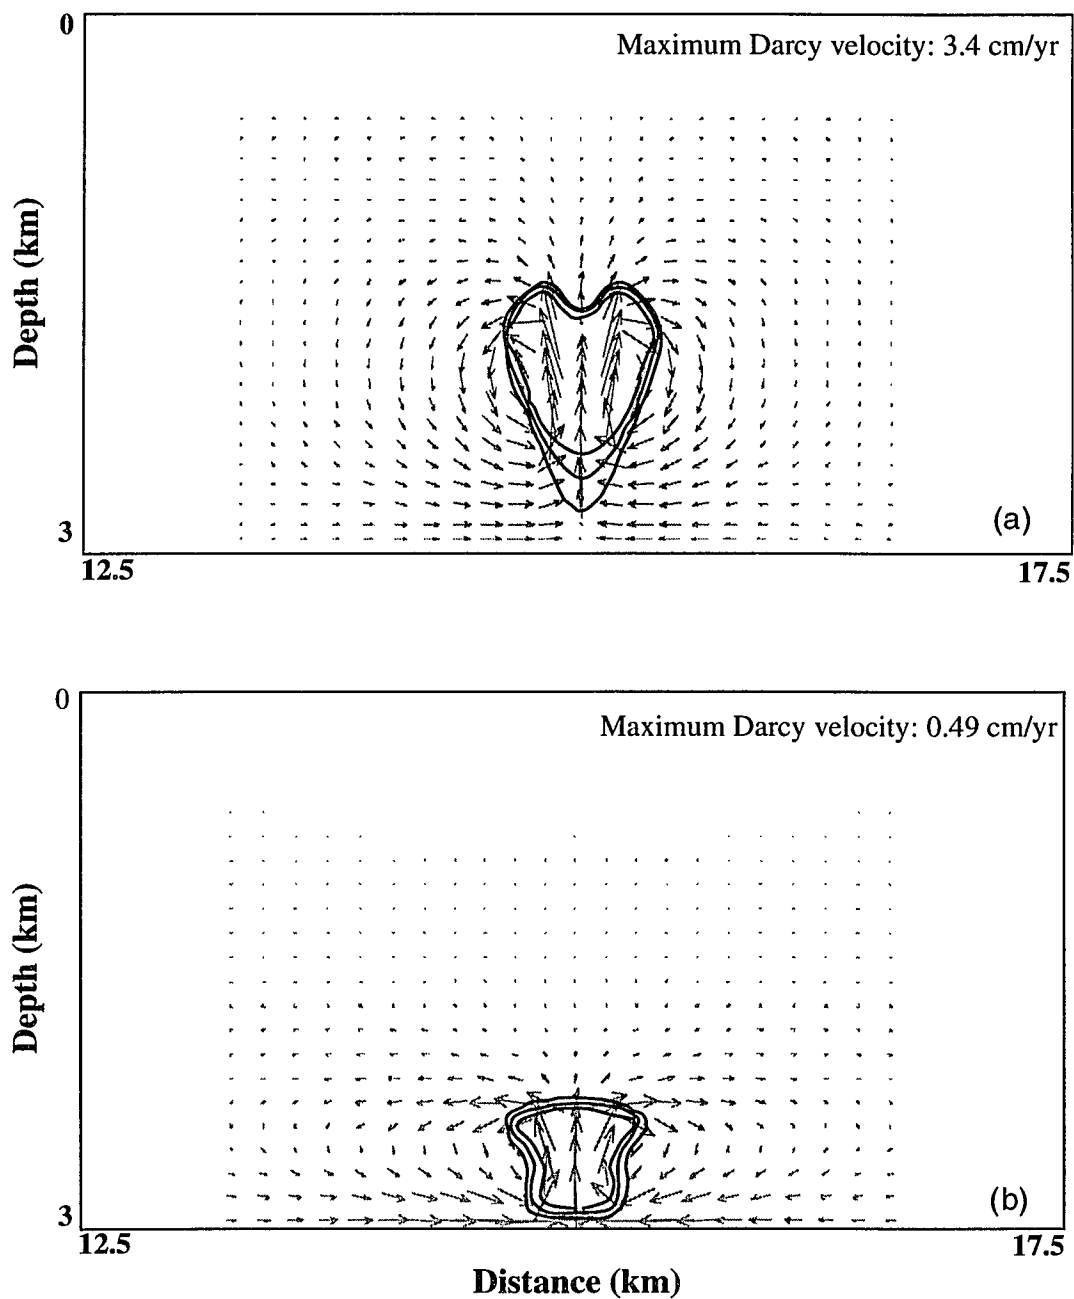 0
Maximum Darcy velocity: 3.4 cm/yr
Depth (km)
(a)
3
12.5
17.5
0
Maximum Darcy velocity: 0.49 cm/yr
Depth (km)
(b)
3
12.5
17.5
Distance (km)